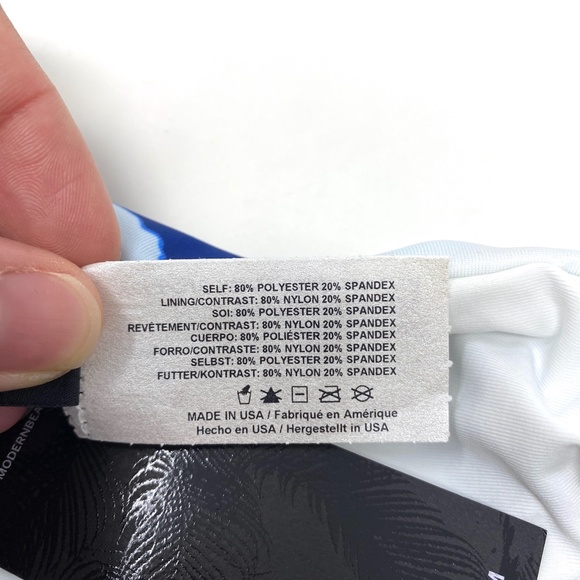 SELF: 80% POLYESTER 20% SPANDEX
LINING/CONTRAST: 80% NYLON 20% SPANDEX
SOI: 80% POLYESTER 20% SPANDEX
REVÊTEMENT/CONTRAST: 80% NYLON 20% SPANDEX
CUERPO: 80% POLIÉSTER 20% SPANDEX
FORRO/CONTRASTE: 80% NYLON 20% SPANDEX
SELBST: 80% POLYESTER 20% SPANDEX
FUTTER/KONTRAST: 80% NYLON 20% SPANDEX
MADE IN USA / Fabriqué en Amérique
Hecho en USA / Hergestellt in USA